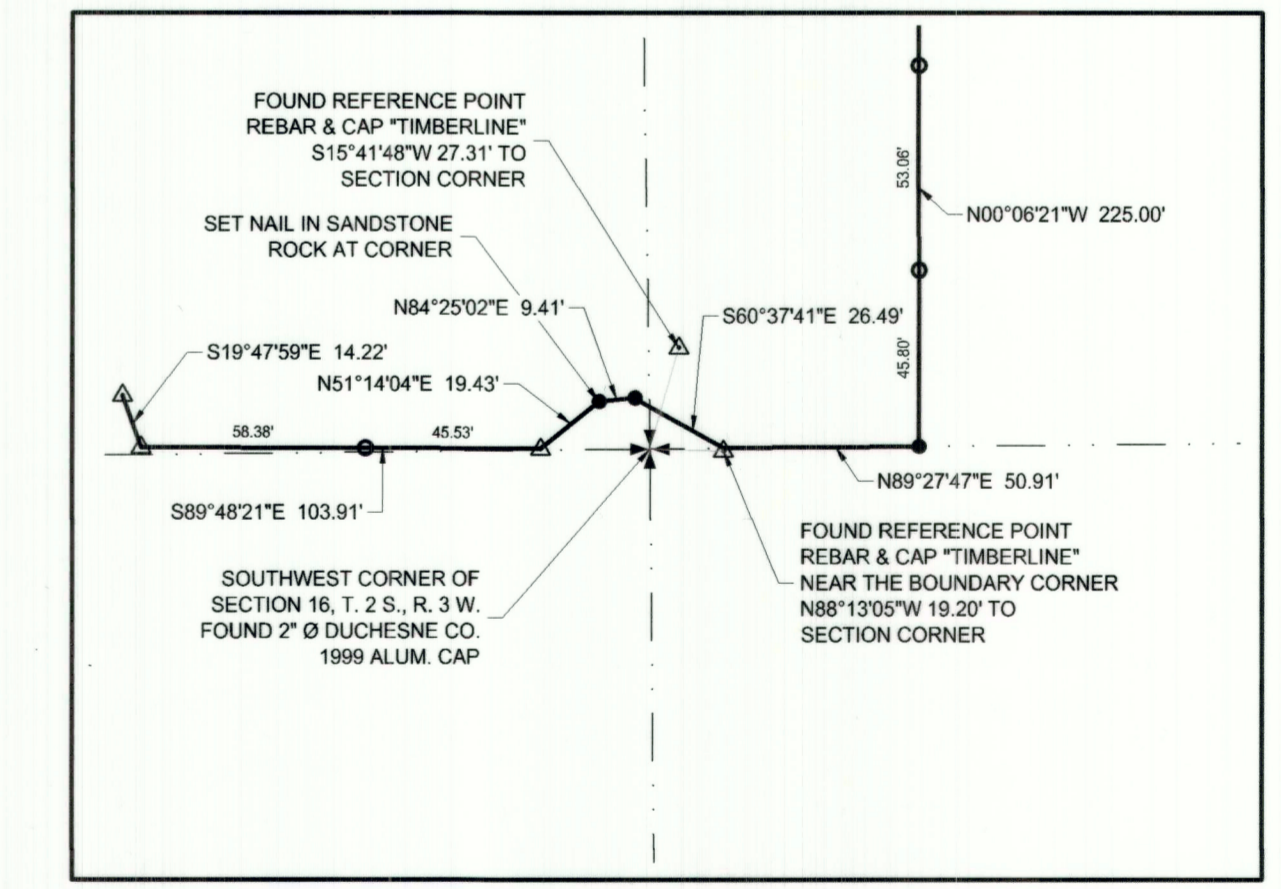 FOUND REFERENCE POINT
REBAR & CAP "TIMBERLINE"
S15°41'48"W 27.31' TO
SECTION CORNER
SET NAIL IN SANDSTONE
ROCK AT CORNER
53.06'
N00°06'21"W 225.00'
N84°25'02"E 9.41'
S60°37'41"E 26.49'
S19°47'59"E 14.22'
N51°14'04"E 19.43'
45.80'
58.38'
45.53'
N89°27'47"E 50.91'
S89°48'21"E 103.91'
FOUND REFERENCE POINT
REBAR & CAP "TIMBERLINE"
NEAR THE BOUNDARY CORNER
N88°13'05"W 19.20' TO
SECTION CORNER
SOUTHWEST CORNER OF
SECTION 16, T. 2 S., R. 3 W.
FOUND 2" Ø DUCHESNE CO.
1999 ALUM. CAP